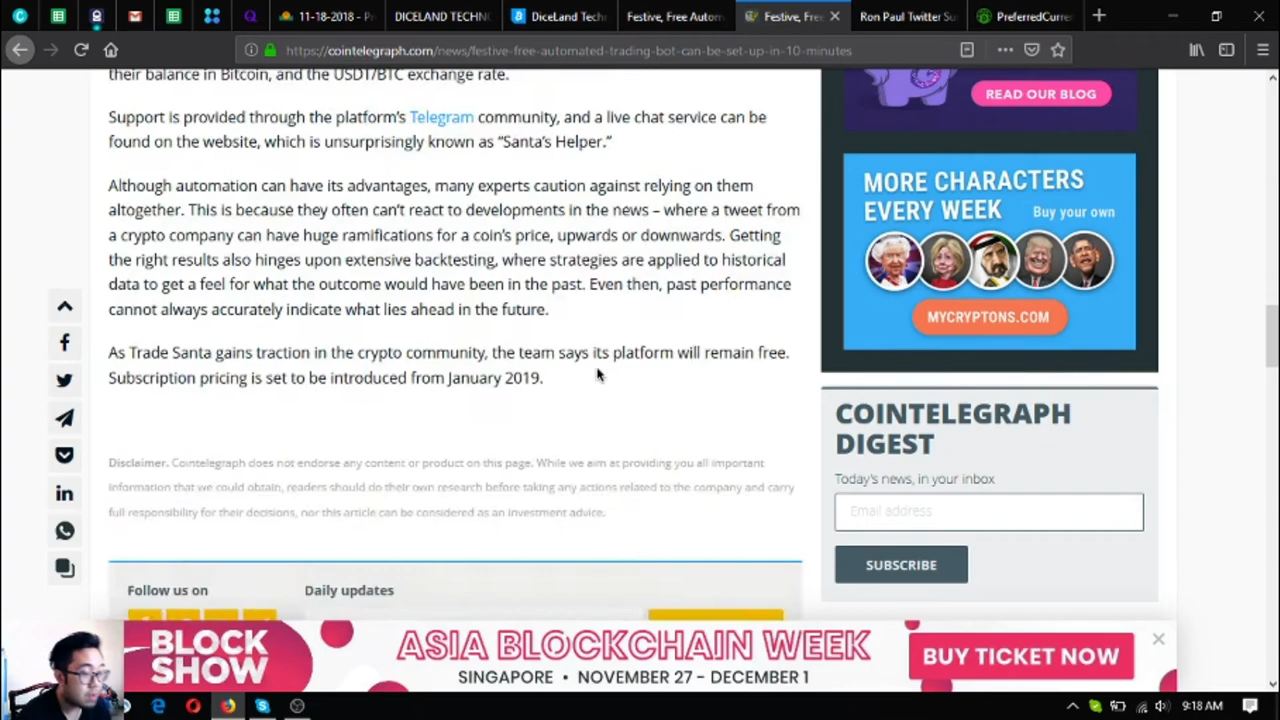 11-18-2018 - P
DICELAND TECHNO
DiceLand Tech
Festive, Free Autom
Festive, Free
Ron Paul Twitter Su
PreferredCurre
https://cointelegraph.com/news/festive-free-automated-trading-bot-can-be-set-up-in-10-minutes
their balance in Bitcoin, and the USDT/BTC exchange rate.
Support is provided through the platform's Telegram community, and a live chat service can be
found on the website, which is unsurprisingly known as “Santa's Helper.”
Although automation can have its advantages, many experts caution against relying on them
altogether. This is because they often can't react to developments in the news – where a tweet from
a crypto company can have huge ramifications for a coin's price, upwards or downwards. Getting
the right results also hinges upon extensive backtesting, where strategies are applied to historical
data to get a feel for what the outcome would have been in the past. Even then, past performance
cannot always accurately indicate what lies ahead in the future.
As Trade Santa gains traction in the crypto community, the team says its platform will remain free.
Subscription pricing is set to be introduced from January 2019.
Disclaimer. Cointelegraph does not endorse any content or product on this page. While we aim at providing you all important
information that we could obtain, readers should do their own research before taking any actions related to the company and carry
full responsibility for their decisions, nor this article can be considered as an investment advice.
Follow us on
Daily updates
READ OUR BLOG
MORE CHARACTERS
EVERY WEEK
Buy your own
MYCRYPTONS.COM
COINTELEGRAPH
DIGEST
Today's news, in your inbox
Email address
SUBSCRIBE
BLOCK
SHOW
ASIA BLOCKCHAIN WEEK
SINGAPORE • NOVEMBER 27 - DECEMBER 1
BUY TICKET NOW
9:18 AM